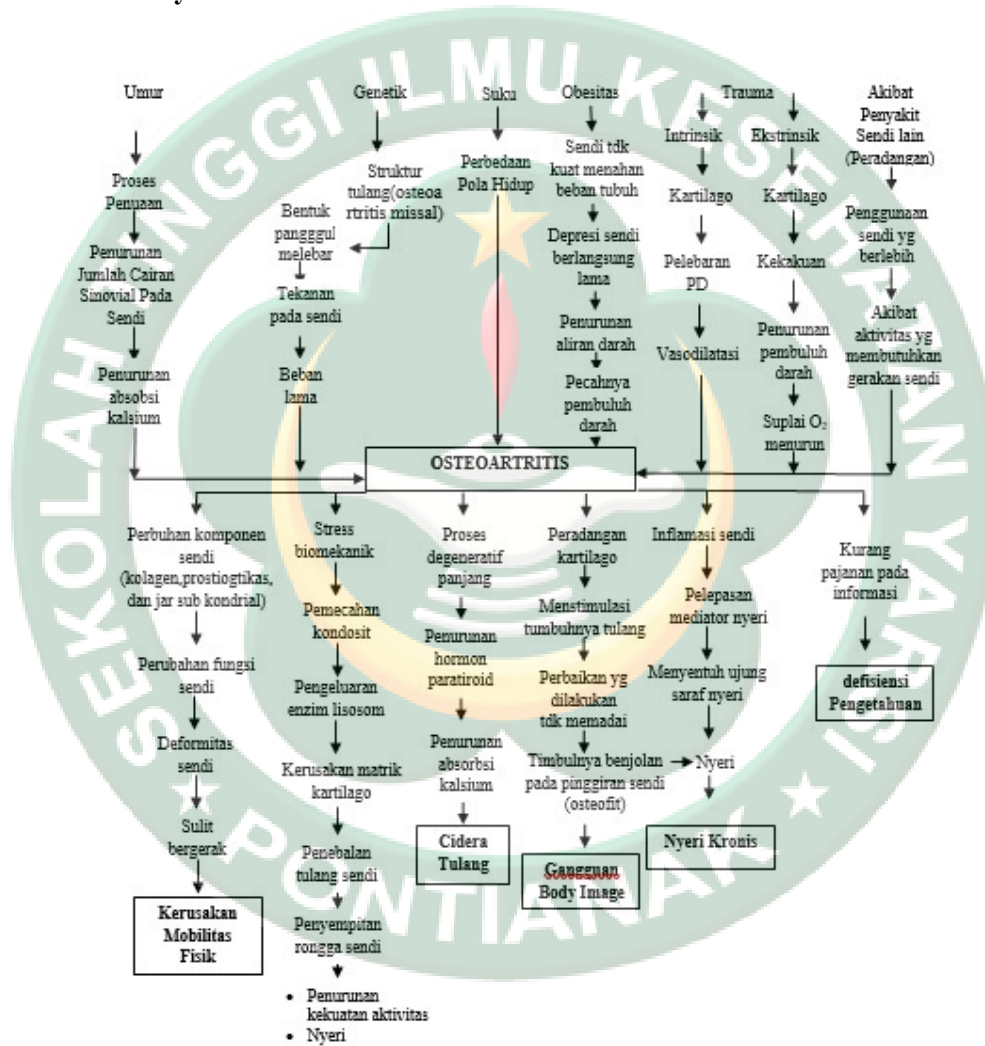 SEKOLAH TINGGI ILMU KESEHATAN YARSI
PONTIANAK
Umur
Proses
Penuaan
Penurunan
Jumlah Cairan
Sinovial Pada
Sendi
Penurunan
absobsi
kalsium
Genetik
Struktur
tulang(osteoa
rtritis missal)
Bentuk
pangggul
melebar
Tekanan
pada sendi
Beban
lama
Suku
Perbedaan
Pola Hidup
Obesitas
Sendi tdk
kuat menahan
beban tubuh
Depresi sendi
berlangsung
lama
Penurunan
aliran darah
Pecahnya
pembuluh
darah
Trauma
Intrinsik
Kartilago
Pelebaran
PD
Vasodilatasi
Ekstrinsik
Kartilago
Kekakuan
Penurunan
pembuluh
darah
Suplai O₂
menurun
Akibat
Penyakit
Sendi lain
(Peradangan)
Penggunaan
sendi yg
berlebih
Akibat
aktivitas yg
membutuhkan
gerakan sendi
OSTEOARTRITIS
Perbuhan komponen
sendi
(kolagen,prostiogtikas,
dan jar sub kondrial)
Perubahan fungsi
sendi
Deformitas
sendi
Sulit
bergerak
Kerusakan
Mobilitas
Fisik
Stress
biomekanik
Pemecahan
kondosit
Pengeluaran
enzim lisosom
Kerusakan matrik
kartilago
Penebalan
tulang sendi
Penyempitan
rongga sendi
• Penurunan
kekuatan aktivitas
• Nyeri
Proses
degeneratif
panjang
Penurunan
hormon
paratiroid
Penurunan
absorbsi
kalsium
Cidera
Tulang
Peradangan
kartilago
Menstimulasi
tumbuhnya tulang
Perbaikan yg
dilakukan
tdk memadai
Timbulnya benjolan
pada pinggiran sendi
(osteofit)
Gangguan
Body Image
Inflamasi sendi
Pelepasan
mediator nyeri
Menyentuh ujung
saraf nyeri
Nyeri
Nyeri Kronis
Kurang
pajanan pada
informasi
defisiensi
Pengetahuan